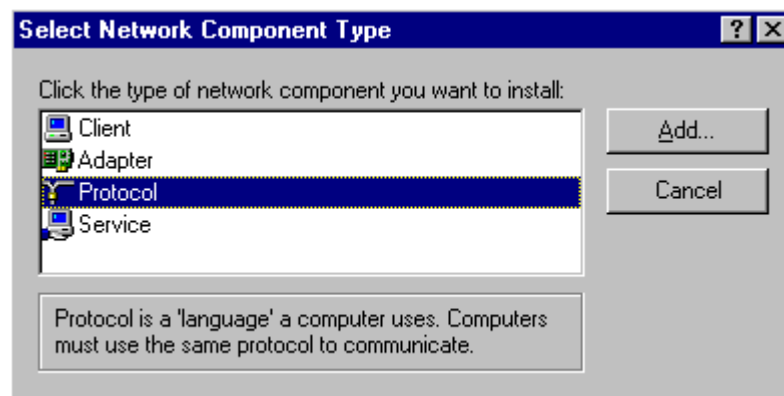 Select Network Component Type
Click the type of network component you want to install:
Client
Adapter
Protocol
Service
Add...
Cancel
Protocol is a 'language' a computer uses. Computers
must use the same protocol to communicate.